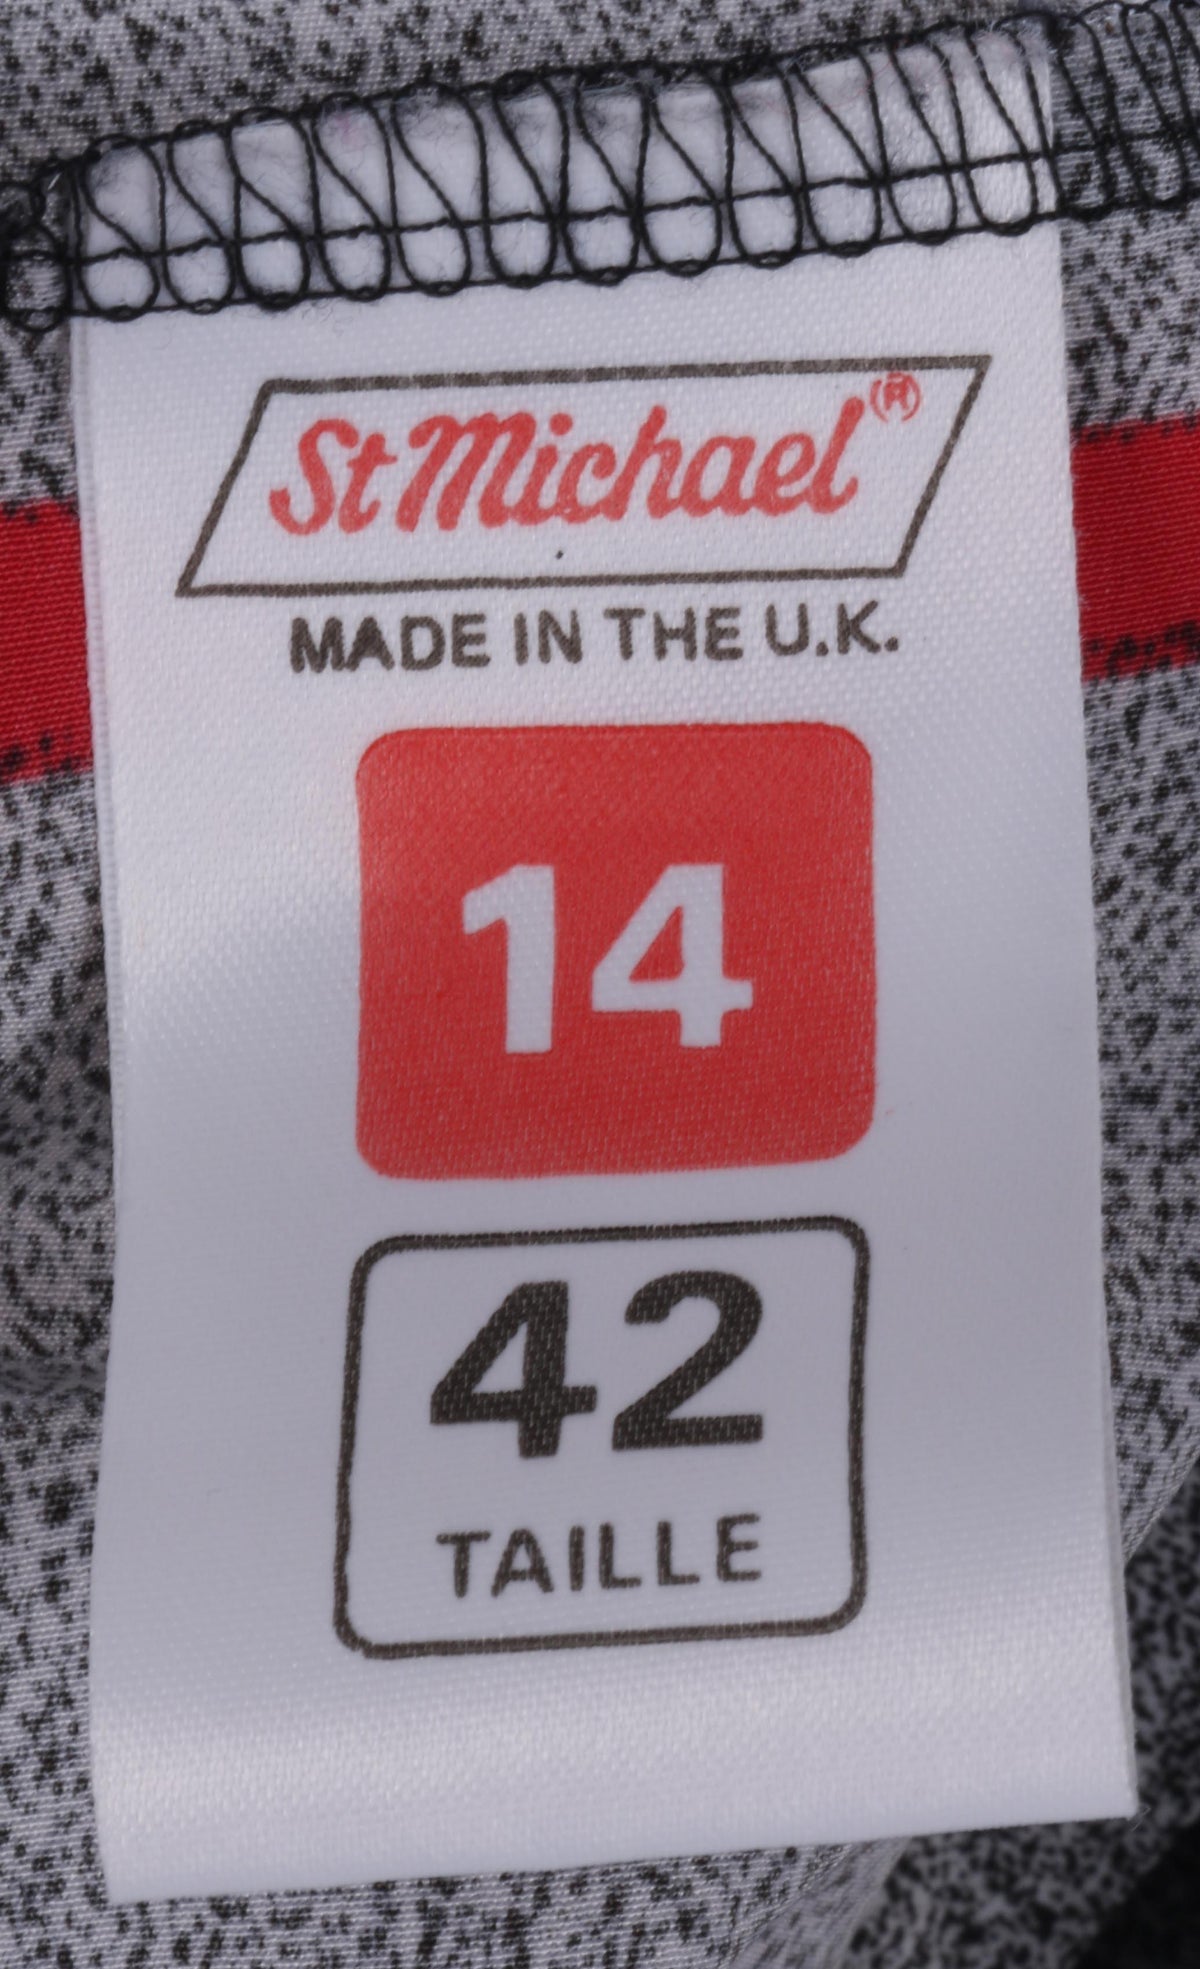 St Michael®
MADE IN THE U.K.
14
42
TAILLE